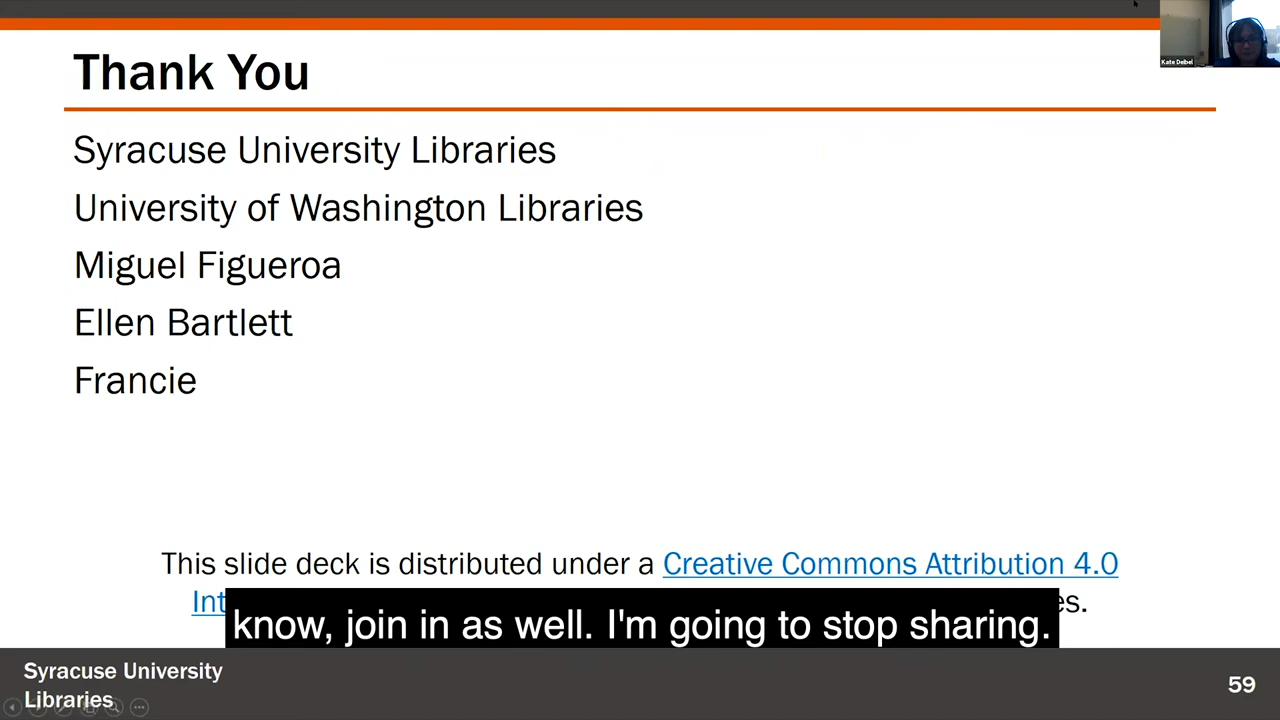 Kate Deibel
Thank You
Syracuse University Libraries
University of Washington Libraries
Miguel Figueroa
Ellen Bartlett
Francie
This slide deck is distributed under a Creative Commons Attribution 4.0
know, join in as well. I'm going to stop sharing.
Syracuse University
Libraries
59